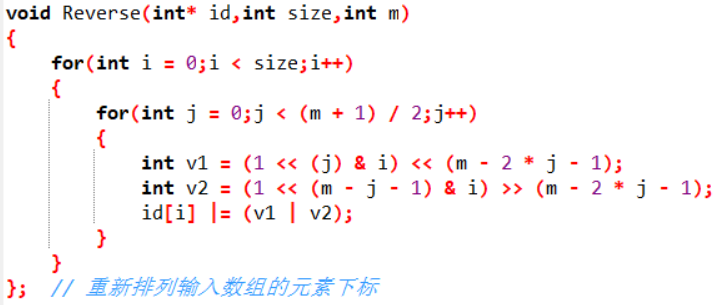 void Reverse(int* id,int size,int m)
{
    for(int i = 0;i < size;i++)
    {
        for(int j = 0;j < (m + 1) / 2;j++)
        {
            int v1 = (1 << (j) & i) << (m - 2 * j - 1);
            int v2 = (1 << (m - j - 1) & i) >> (m - 2 * j - 1);
            id[i] |= (v1 | v2);
        }
    }
};  // 重新排列输入数组的元素下标